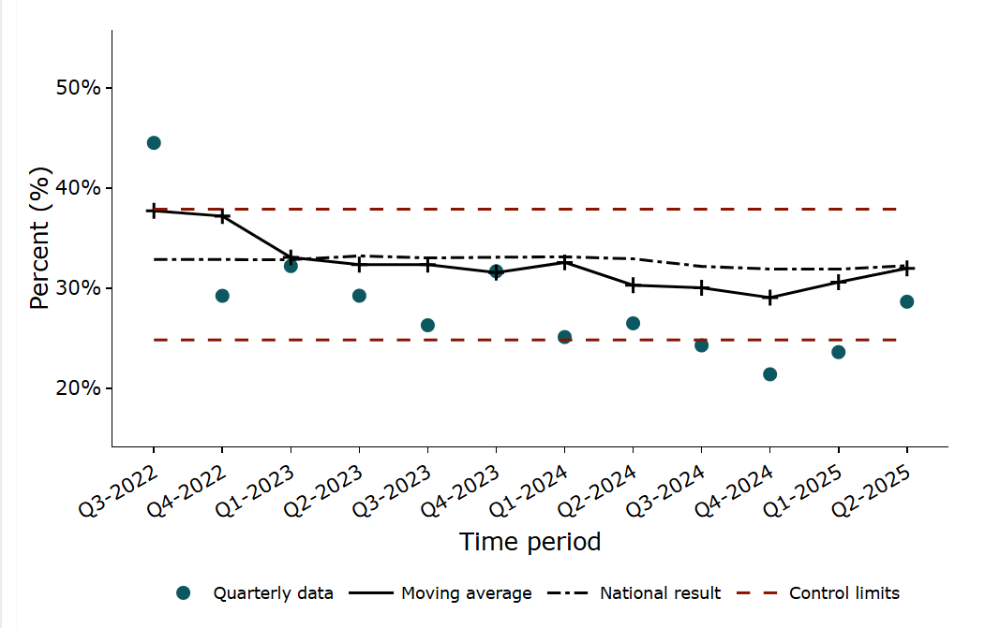 Percent (%)
50%
40%
30%
20%
Q3-2022
Q4-2022
Q1-2023
Q2-2023
Q3-2023
Q4-2023
Q1-2024
Q2-2024
Q3-2024
Q4-2024
Q1-2025
Q2-2025
Time period
Quarterly data
Moving average
National result
Control limits